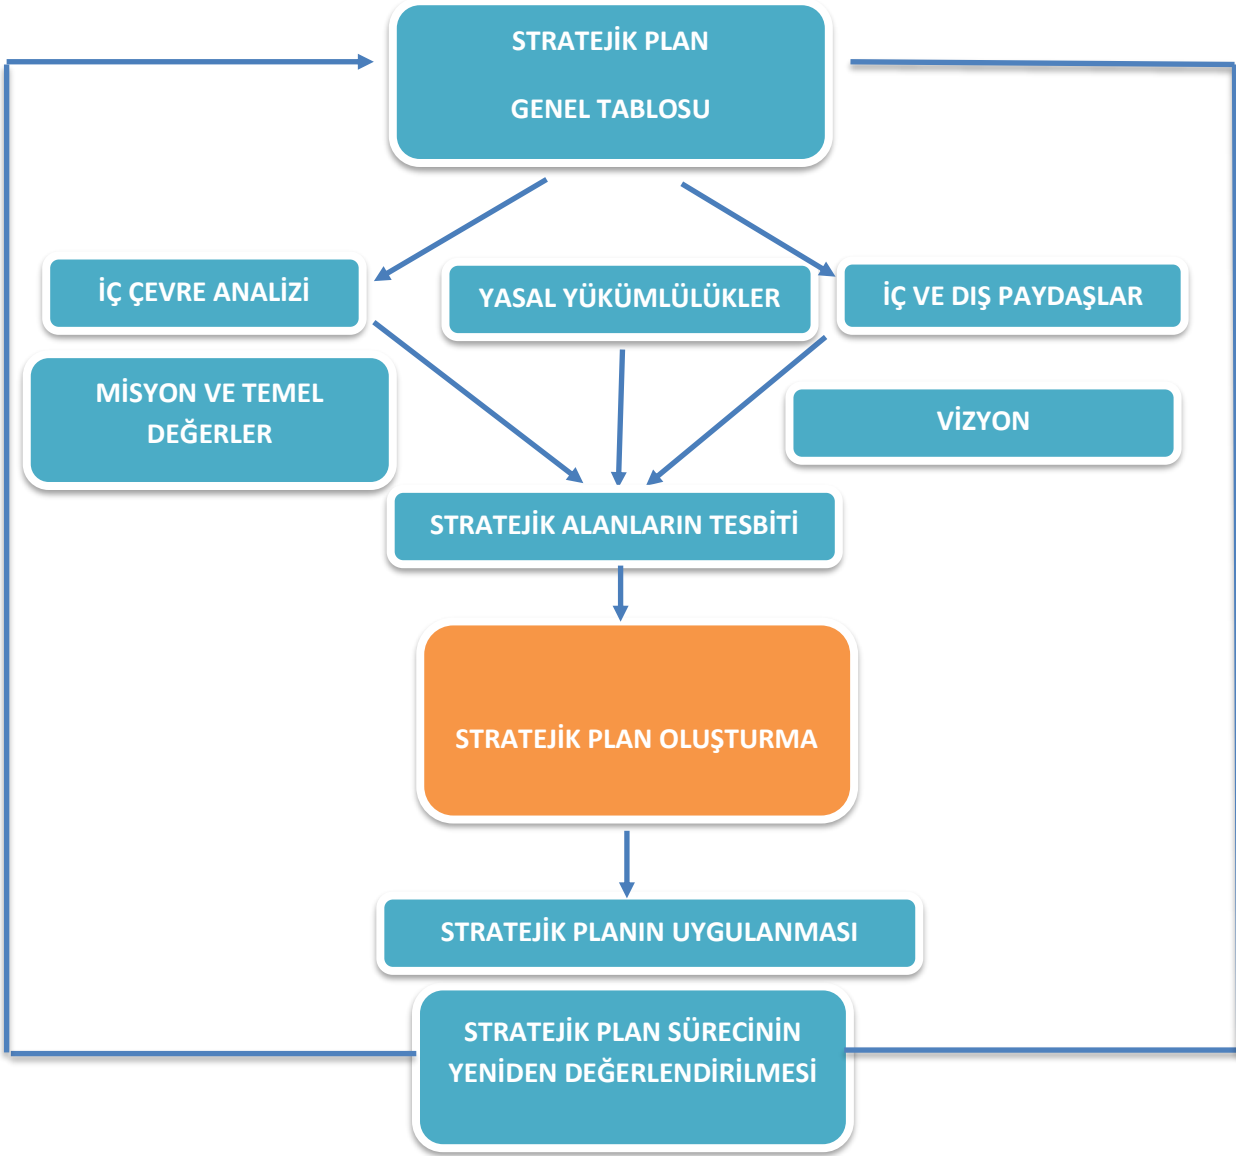 STRATEJİK PLAN
GENEL TABLOSU
İÇ ÇEVRE ANALİZİ
YASAL YÜKÜMLÜLÜKLER
İÇ VE DIŞ PAYDAŞLAR
MİSYON VE TEMEL
DEĞERLER
VİZYON
STRATEJİK ALANLARIN TESBİTİ
STRATEJİK PLAN OLUŞTURMA
STRATEJİK PLANIN UYGULANMASI
STRATEJİK PLAN SÜRECİNİN
YENİDEN DEĞERLENDİRİLMESİ